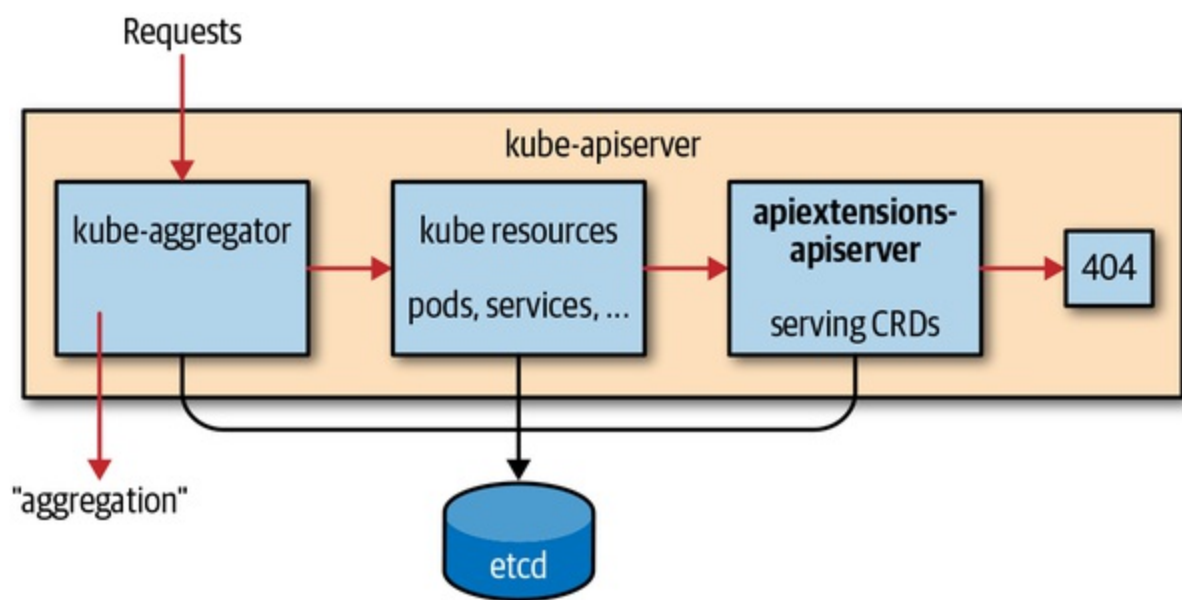 Requests
kube-apiserver
kube-aggregator
kube resources
pods, services, ...
apiextensions-
apiserver
serving CRDs
404
"aggregation"
etcd